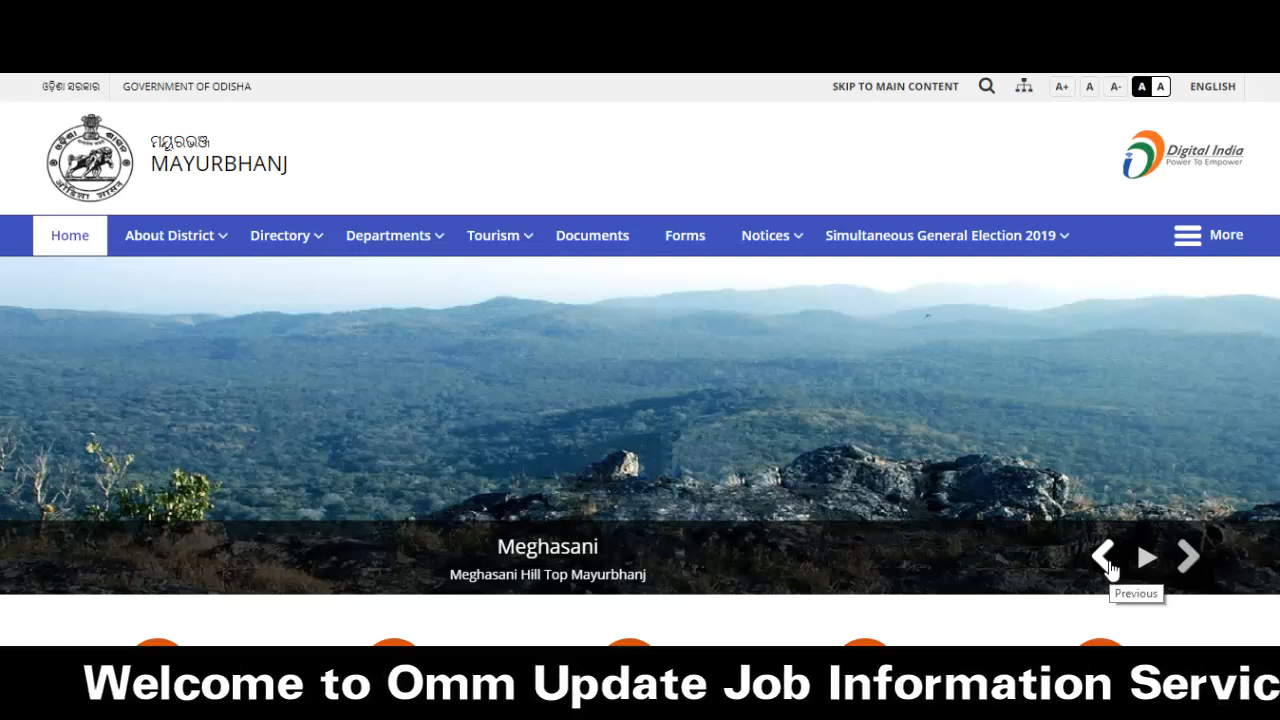 ଓଡ଼ିଶା ସରକାର GOVERNMENT OF ODISHA SKIP TO MAIN CONTENT A+ A A- A A ENGLISH
ମୟୂରଭଞ୍ଜ
MAYURBHANJ
Digital India
Power To Empower
Home About District Directory Departments Tourism Documents Forms Notices Simultaneous General Election 2019 More
Meghasani
Meghasani Hill Top Mayurbhanj
Previous
Welcome to Omm Update Job Information Servic